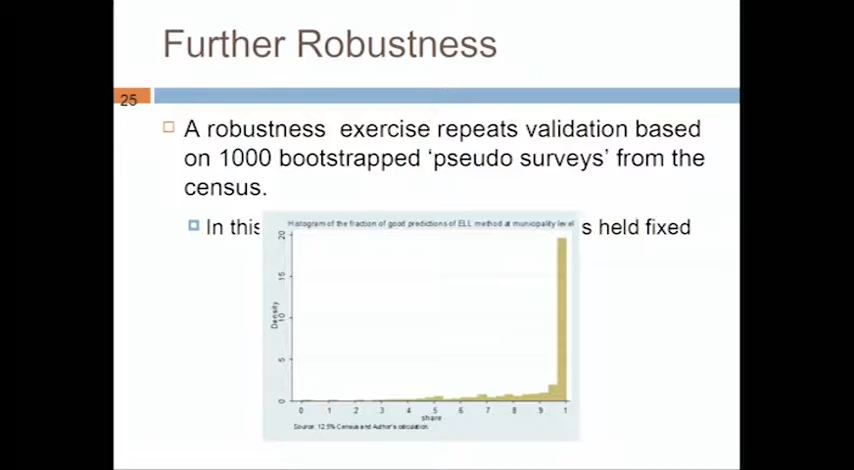 Further Robustness
25
A robustness exercise repeats validation based
on 1000 bootstrapped ‘pseudo surveys’ from the
census.
In this
s held fixed
Histogram of the fraction of good predictions of ELL method at municipality level
Density
0 5 10 15 20
0 .1 .2 .3 .4 .5 .6 .7 .8 .9 1
share
Source: 12.5% Census and Author's calculation.